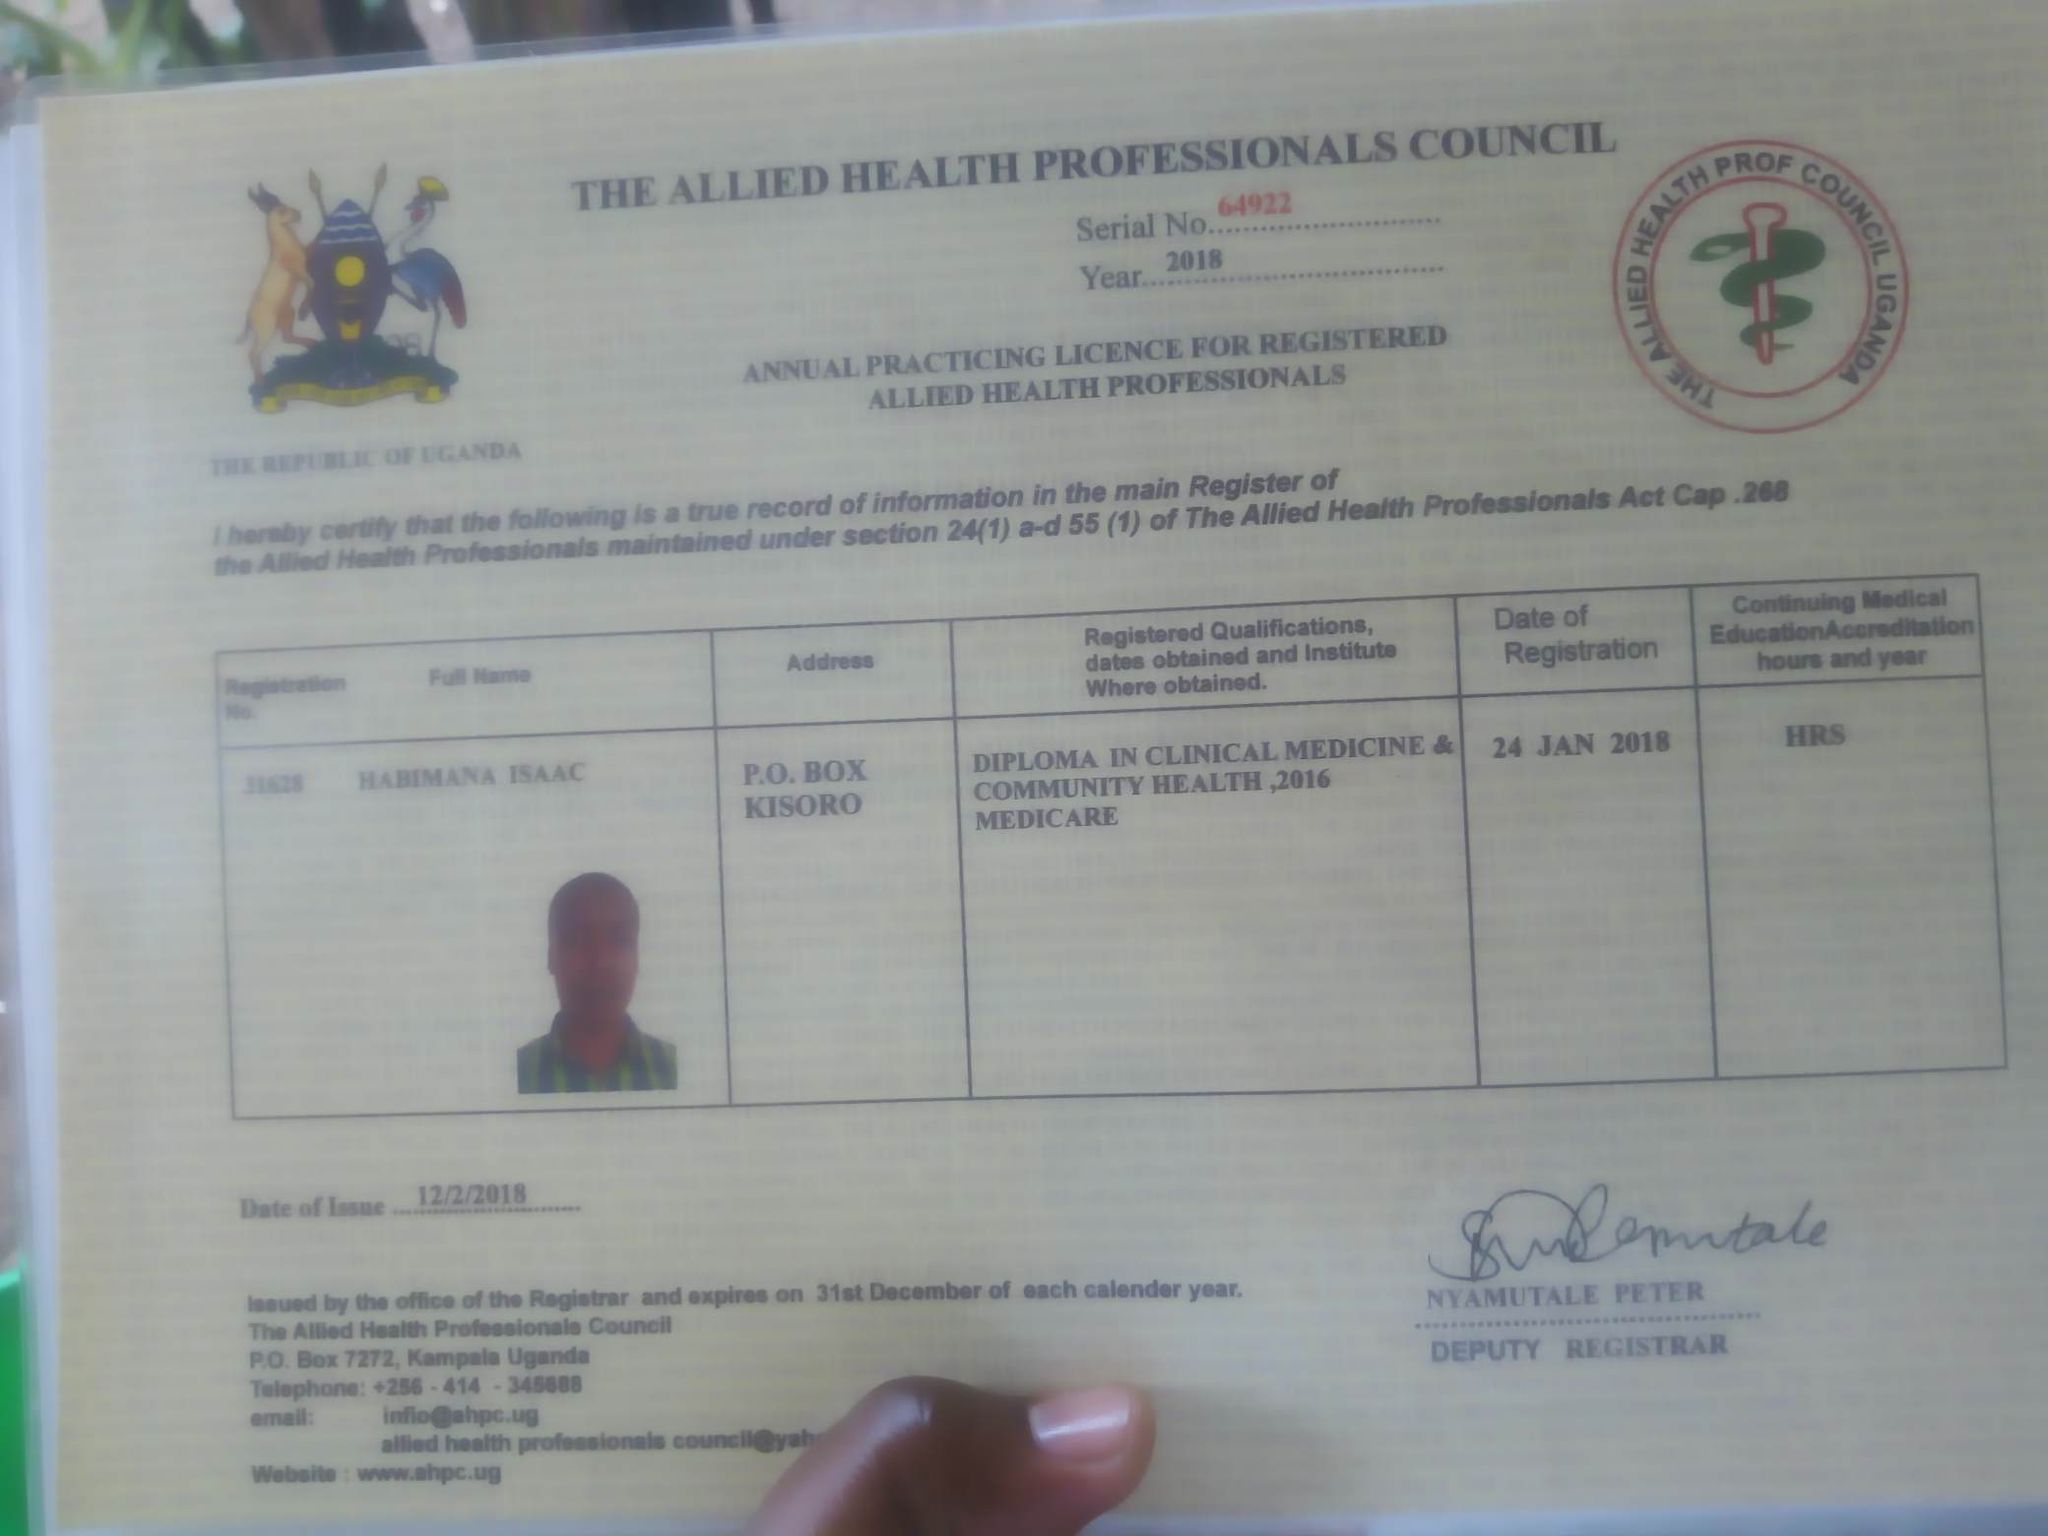 THE ALLIED HEALTH PROFESSIONALS COUNCIL
Serial No. 64922
Year 2018
THE ALLIED HEALTH PROF COUNCIL UGANDA
ANNUAL PRACTICING LICENCE FOR REGISTERED
ALLIED HEALTH PROFESSIONALS
THE REPUBLIC OF UGANDA
I hereby certify that the following is a true record of information in the main Register of
the Allied Health Professionals maintained under section 24(1) a-d 55 (1) of The Allied Health Professionals Act Cap .268
Registration
No.
Full Name
Address
Registered Qualifications,
dates obtained and Institute
Where obtained.
Date of
Registration
Continuing Medical
EducationAccreditation
hours and year
31628 HABIMANA ISAAC
P.O. BOX
KISORO
DIPLOMA IN CLINICAL MEDICINE &
COMMUNITY HEALTH ,2016
MEDICARE
24 JAN 2018
HRS
Date of Issue 12/2/2018
NYAMUTALE PETER
DEPUTY REGISTRAR
Issued by the office of the Registrar and expires on 31st December of each calender year.
The Allied Health Professionals Council
P.O. Box 7272, Kampala Uganda
Telephone: +256 - 414 - 345688
email: infio@ahpc.ug
allied health professionals council@yah
Website : www.ahpc.ug